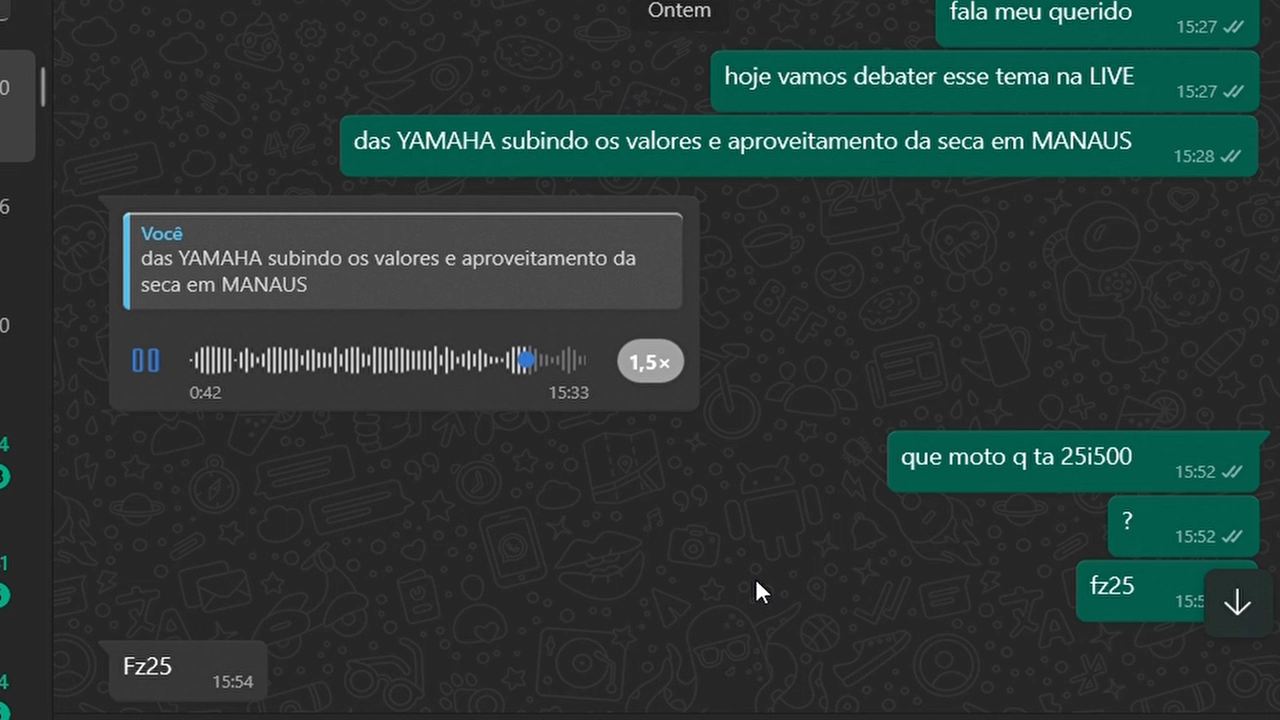 Ontem
fala meu querido
15:27
hoje vamos debater esse tema na LIVE
15:27
das YAMAHA subindo os valores e aproveitamento da seca em MANAUS
15:28
Você
das YAMAHA subindo os valores e aproveitamento da
seca em MANAUS
1,5×
0:42
15:33
que moto q ta 25i500
15:52
?
15:52
fz25
Fz25
15:54